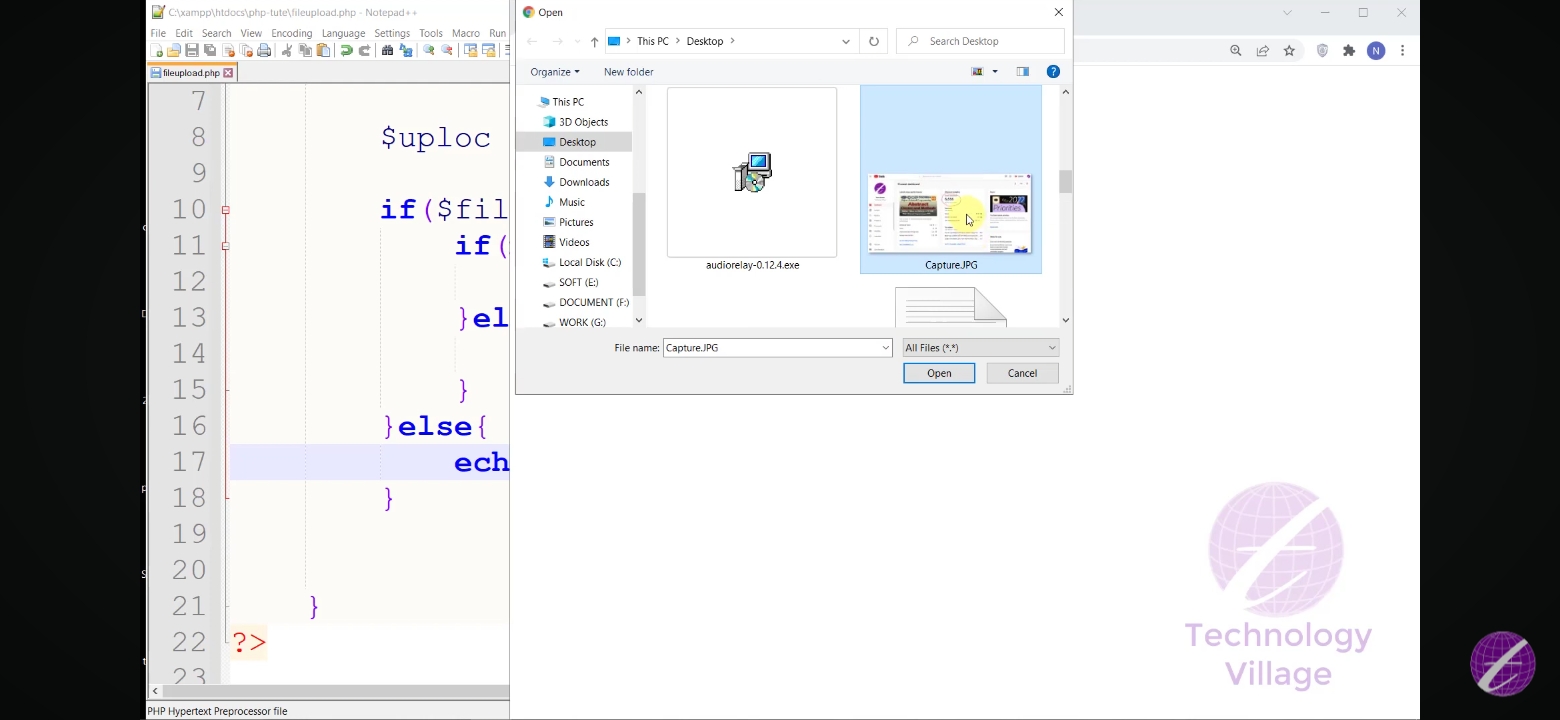 C:\xampp\htdocs\php-tute\fileupload.php - Notepad++
File Edit Search View Encoding Language Settings Tools Macro Run
fileupload.php
7
8 $uploc
9
10 if($fil
11 if(
12
13 }el
14
15 }
16 }else{
17 ech
18 }
19
20
21 }
22 ?>
23
PHP Hypertext Preprocessor file
Open
This PC > Desktop >
Search Desktop
Organize
New folder
This PC
3D Objects
Desktop
Documents
Downloads
Music
Pictures
Videos
Local Disk (C:)
SOFT (E:)
DOCUMENT (F:)
WORK (G:)
audiorelay-0.12.4.exe
Capture.JPG
File name: Capture.JPG
All Files (*.*)
Open
Cancel
N
Technology
Village